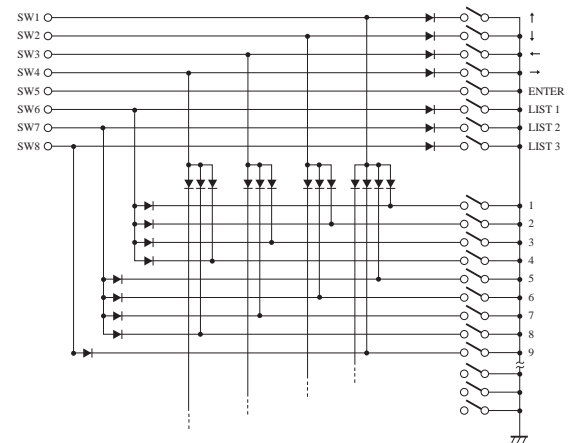 SW1 ↑
SW2 ↓
SW3 ←
SW4 →
SW5 ENTER
SW6 LIST 1
SW7 LIST 2
SW8 LIST 3
1
2
3
4
5
6
7
8
9